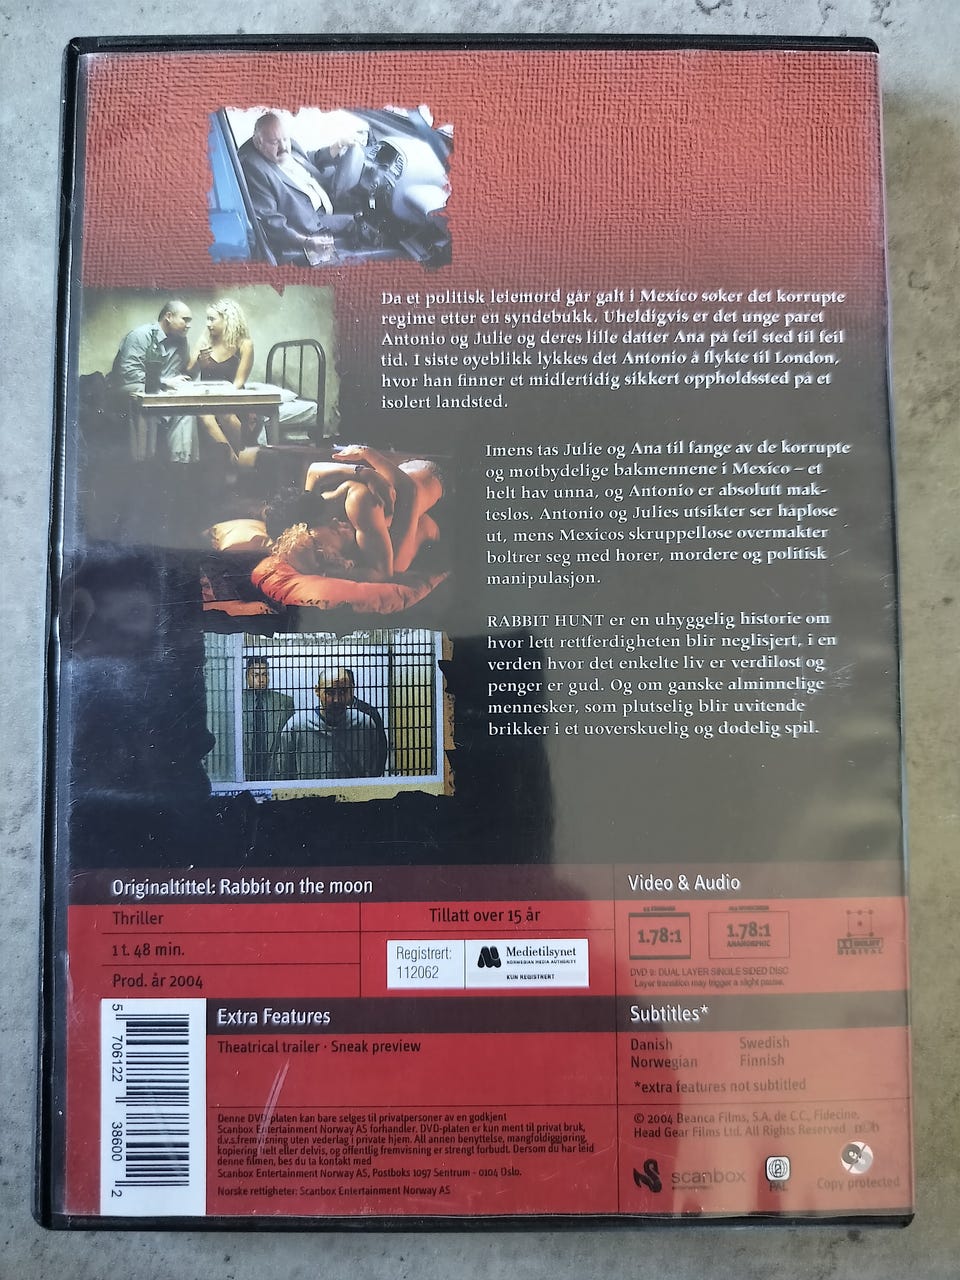 Da et politisk leiemord går galt i Mexico søker det korrupte
regime etter en syndebukk. Uheldigvis er det unge paret
Antonio og Julie og deres lille datter Ana på feil sted til feil
tid. I siste øyeblikk lykkes det Antonio å flykte til London,
hvor han finner et midlertidig sikkert oppholdssted på et
isolert landsted.
Imens tas Julie og Ana til fange av de korrupte
og motbydelige bakmennene i Mexico – et
helt hav unna, og Antonio er absolutt mak-
tesløs. Antonio og Julies utsikter ser håpløse
ut, mens Mexicos skruppelløse overmakter
boltrer seg med horer, mordere og politisk
manipulasjon.
RABBIT HUNT er en uhyggelig historie om
hvor lett rettferdigheten blir neglisjert, i en
verden hvor det enkelte liv er verdiløst og
penger er gud. Og om ganske alminnelige
mennesker, som plutselig blir uvitende
brikker i et uoverskuelig og dødelig spil.
Originaltittel: Rabbit on the moon
Thriller
1 t. 48 min.
Prod. år 2004
Tillatt over 15 år
Registrert:
112062
Medietilsynet
NORWEGIAN MEDIA AUTHORITY
KUN REGISTRERT
Video & Audio
1.78:1
1.78:1
ANAMORPHIC
DOLBY
DIGITAL
DVD 9: DUAL LAYER SINGLE SIDED DISC
Layer transition may trigger a slight pause.
Extra Features
Theatrical trailer · Sneak preview
Subtitles*
Danish Swedish
Norwegian Finnish
*extra features not subtitled
5 706122 38600 2
Denne DVD-platen kan bare selges til privatpersoner av en godkjent
Scanbox Entertainment Norway AS forhandler. DVD-platen er kun ment til privat bruk,
d.v.s.fremvisning uten vederlag i private hjem. All annen benyttelse, mangfoldiggjøring,
kopiering helt eller delvis, og offentlig fremvisning er strengt forbudt. Dersom du har leid
denne filmen, bes du ta kontakt med
Scanbox Entertainment Norway AS, Postboks 1097 Sentrum - 0104 Oslo.
Norske rettigheter: Scanbox Entertainment Norway AS
© 2004 Beanca Films, S.A. de C.C., Fidecine,
Head Gear Films Ltd. All Rights Reserved
scanbox
2
PAL
Copy protected